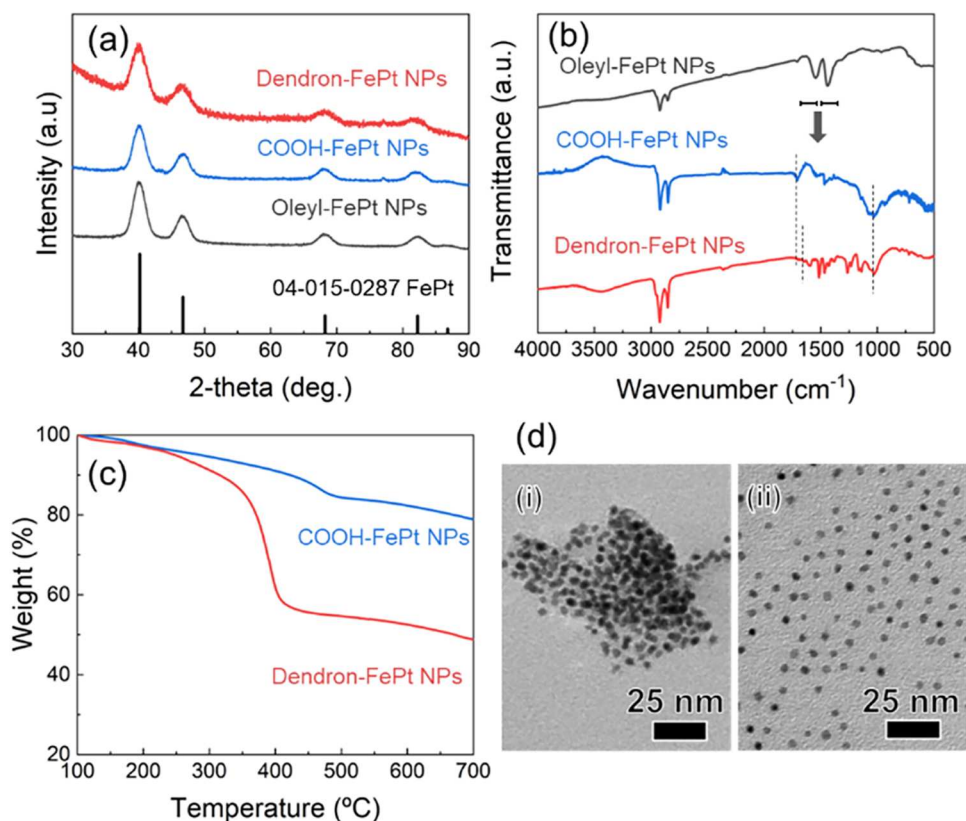 (a)
Dendron-FePt NPs
COOH-FePt NPs
Oleyl-FePt NPs
04-015-0287 FePt
Intensity (a.u)
30 40 50 60 70 80 90
2-theta (deg.)
(b)
Oleyl-FePt NPs
COOH-FePt NPs
Dendron-FePt NPs
Transmittance (a.u.)
4000 3500 3000 2500 2000 1500 1000 500
Wavenumber (cm⁻¹)
(c)
100
80
60
40
20
COOH-FePt NPs
Dendron-FePt NPs
Weight (%)
100 200 300 400 500 600 700
Temperature (ºC)
(d)
(i)
25 nm
(ii)
25 nm